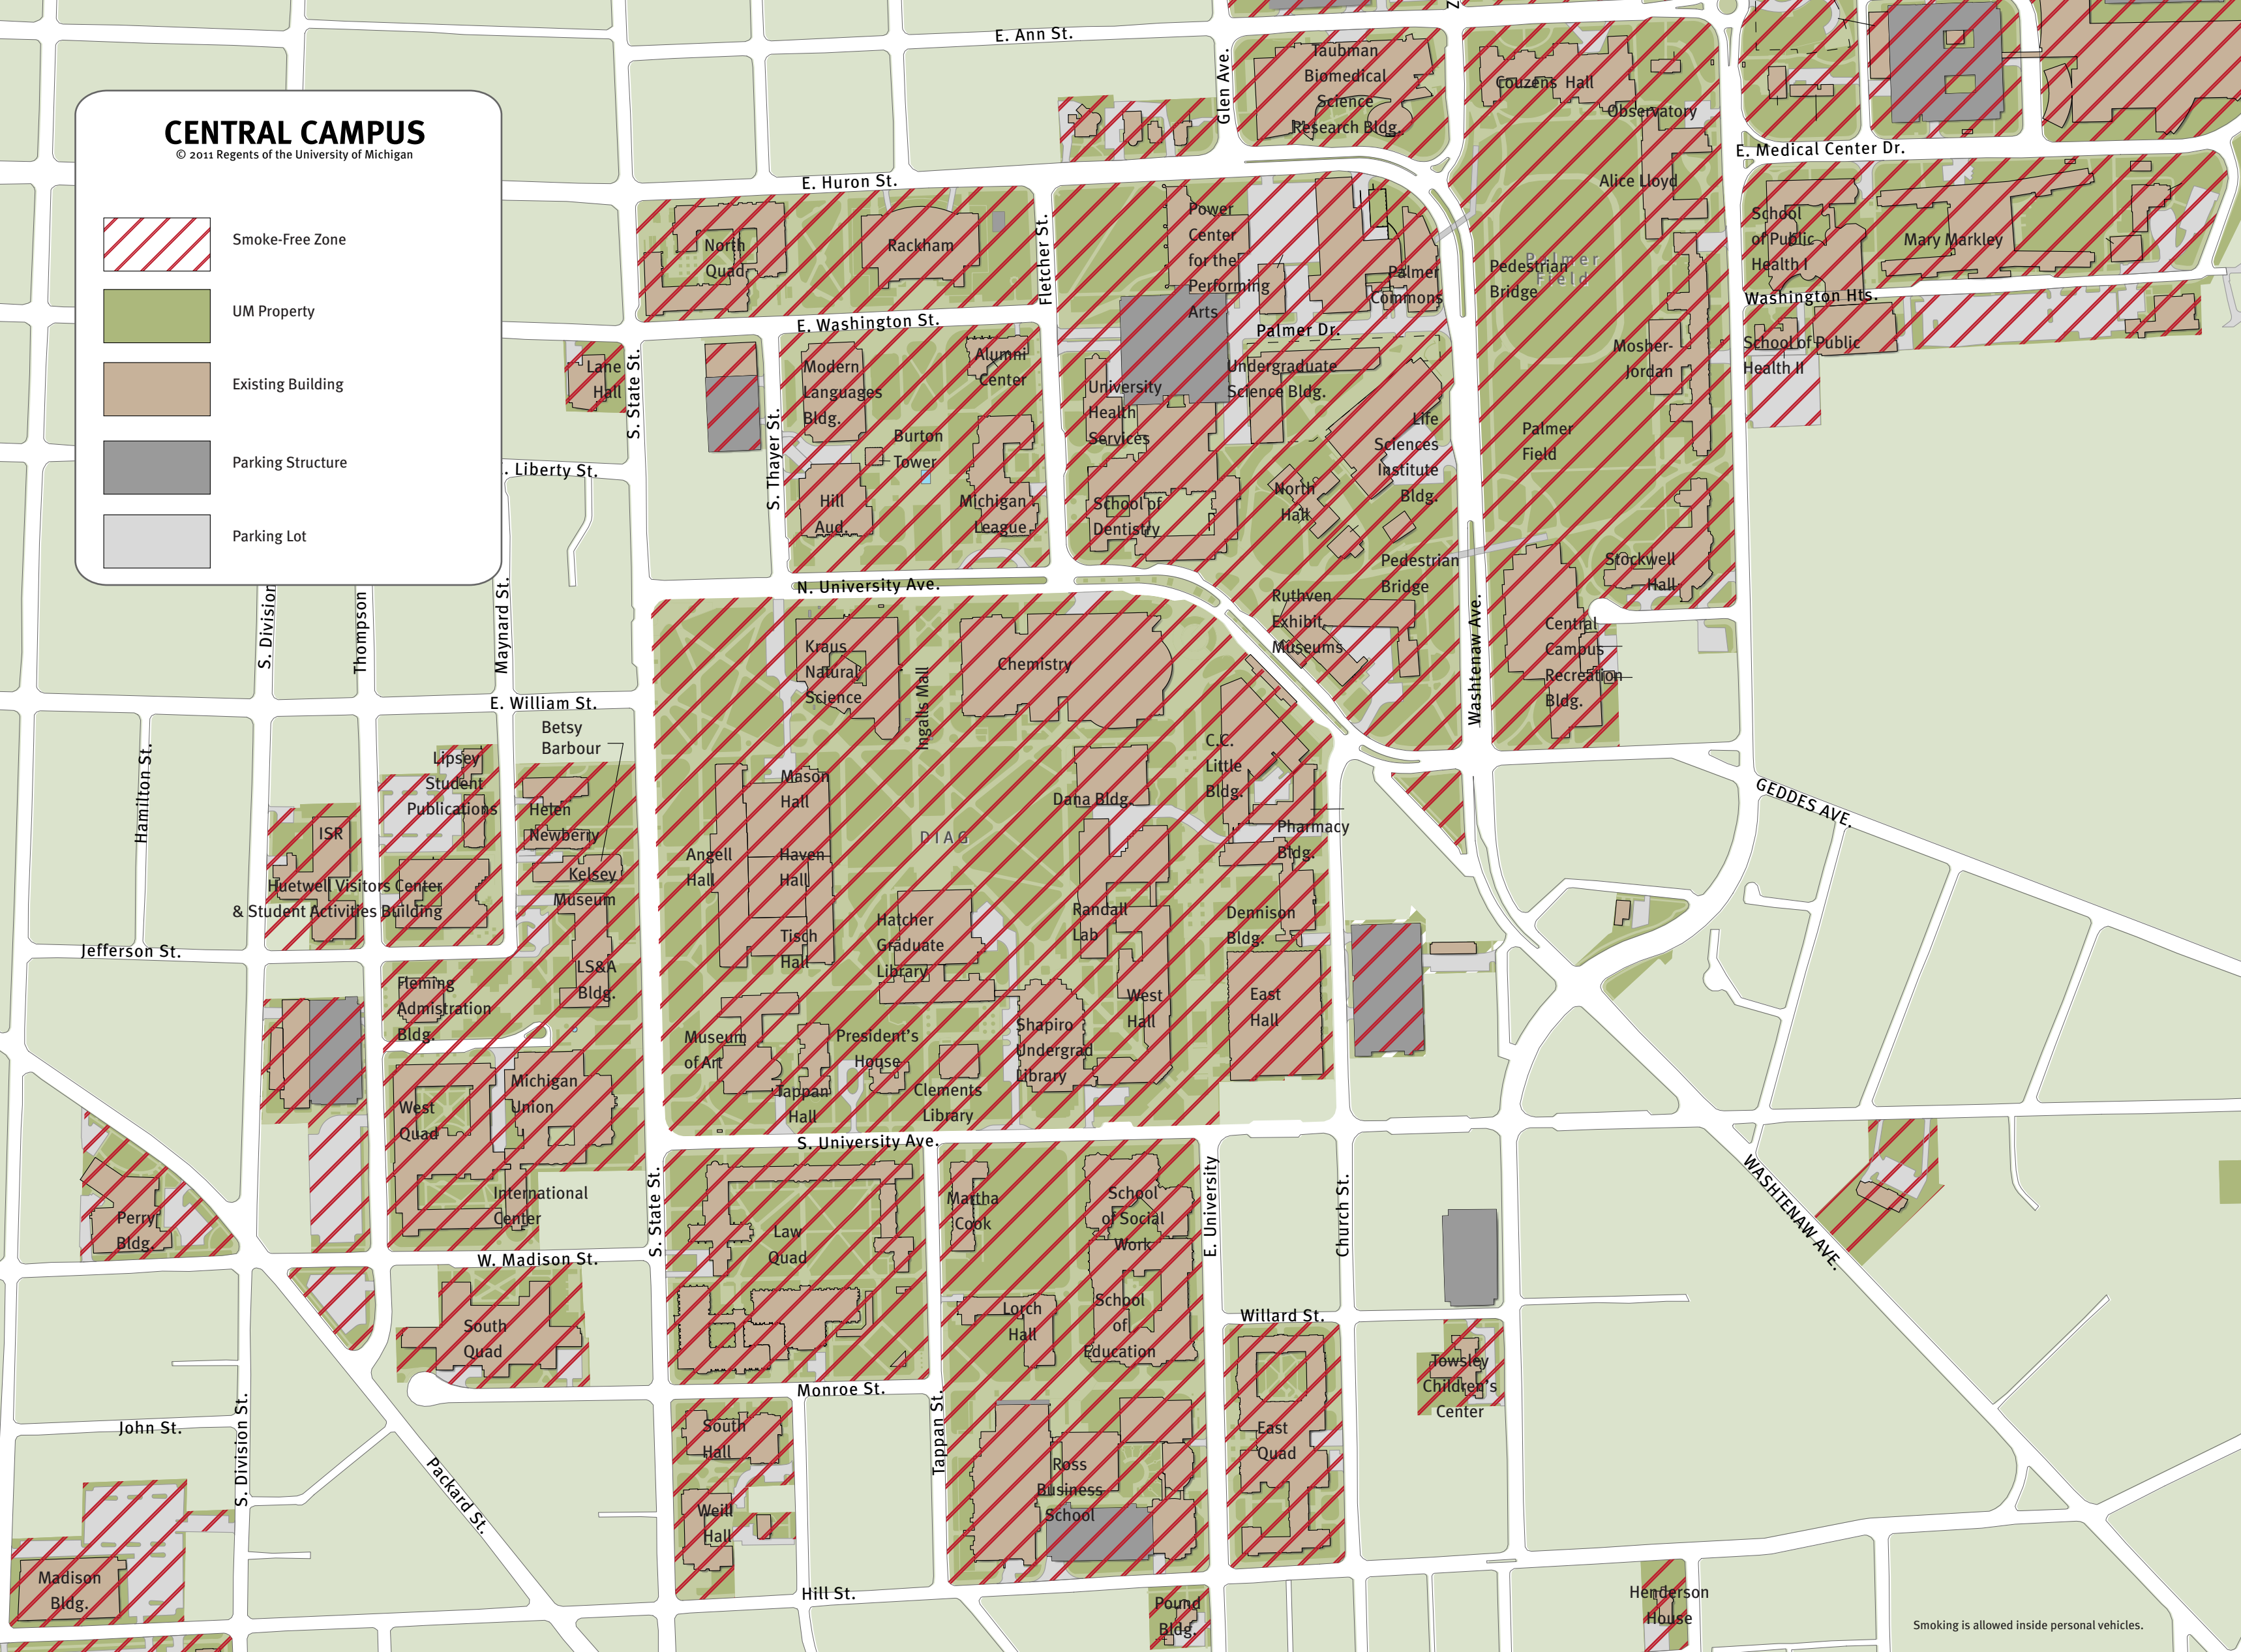 CENTRAL CAMPUS
© 2011 Regents of the University of Michigan
Smoke-Free Zone
UM Property
Existing Building
Parking Structure
Parking Lot
E. Ann St.
Glen Ave.
Z
Taubman
Biomedical
Science
Research Bldg.
Couzens Hall
Observatory
Alice Lloyd
E. Medical Center Dr.
E. Huron St.
North
Quad
Rackham
Fletcher St.
Power
Center
for the
Performing
Arts
Palmer
Commons
Pedestrian
Bridge
Palmer
Field
School
of Public
Health I
Mary Markley
Washington Hts.
School of Public
Health II
E. Washington St.
Palmer Dr.
Lane
Hall
S. State St.
S. Thayer St.
Modern
Languages
Bldg.
Alumni
Center
Burton
Tower
Hill
Aud.
Michigan
League
University
Health
Services
Undergraduate
Science Bldg.
Life
Sciences
Institute
Bldg.
Mosher-
Jordan
Palmer
Field
. Liberty St.
School of
Dentistry
North
Hall
Pedestrian
Bridge
Stockwell
Hall
N. University Ave.
Ruthven
Exhibit
Museums
Washtenaw Ave.
Central
Campus
Recreation
Bldg.
S. Division
Thompson
Maynard St.
E. William St.
Kraus
Natural
Science
Ingalls Mall
Chemistry
Hamilton St.
Betsy
Barbour
Lipsey
Student
Publications
Helen
Newberry
ISR
Kelsey
Museum
Huetwell Visitors Center
& Student Activities Building
Mason
Hall
Angell
Hall
Haven
Hall
DIAG
Dana Bldg.
C.C.
Little
Bldg.
Pharmacy
Bldg.
GEDDES AVE.
Tisch
Hall
Hatcher
Graduate
Library
Randall
Lab
Dennison
Bldg.
Jefferson St.
Fleming
Admistration
Bldg.
LS&A
Bldg.
West
Hall
East
Hall
Museum
of Art
President's
House
Shapiro
Undergrad
Library
Tappan
Hall
Clements
Library
West
Quad
Michigan
Union
International
Center
S. University Ave.
Perry
Bldg.
S. State St.
Law
Quad
Martha
Cook
School
of Social
Work
E. University
Church St.
WASHTENAW AVE.
W. Madison St.
South
Quad
Lorch
Hall
School
of
Education
Willard St.
Towsley
Children's
Center
Monroe St.
John St.
S. Division St.
Packard St.
South
Hall
Weill
Hall
Tappan St.
Ross
Business
School
East
Quad
Madison
Bldg.
Hill St.
Pound
Bldg.
Henderson
House
Smoking is allowed inside personal vehicles.